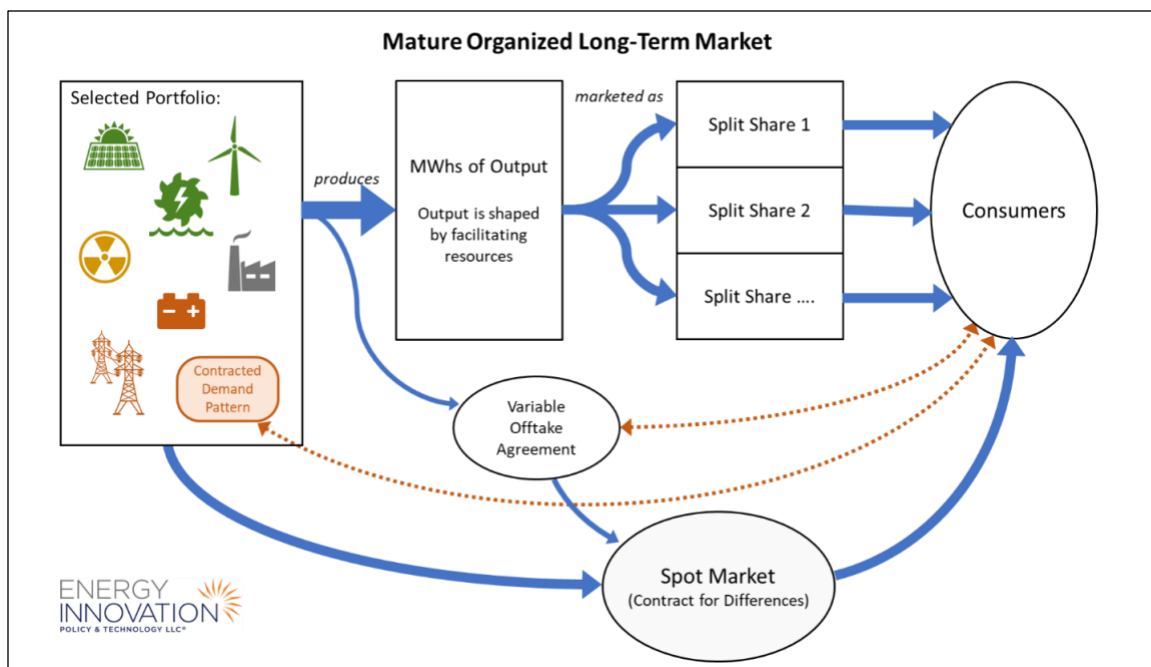 Mature Organized Long-Term Market
Selected Portfolio:
Contracted
Demand
Pattern
produces
MWhs of Output
Output is shaped
by facilitating
resources
marketed as
Split Share 1
Split Share 2
Split Share ....
Consumers
Variable
Offtake
Agreement
Spot Market
(Contract for Differences)
ENERGY
INNOVATION
POLICY & TECHNOLOGY LLC®